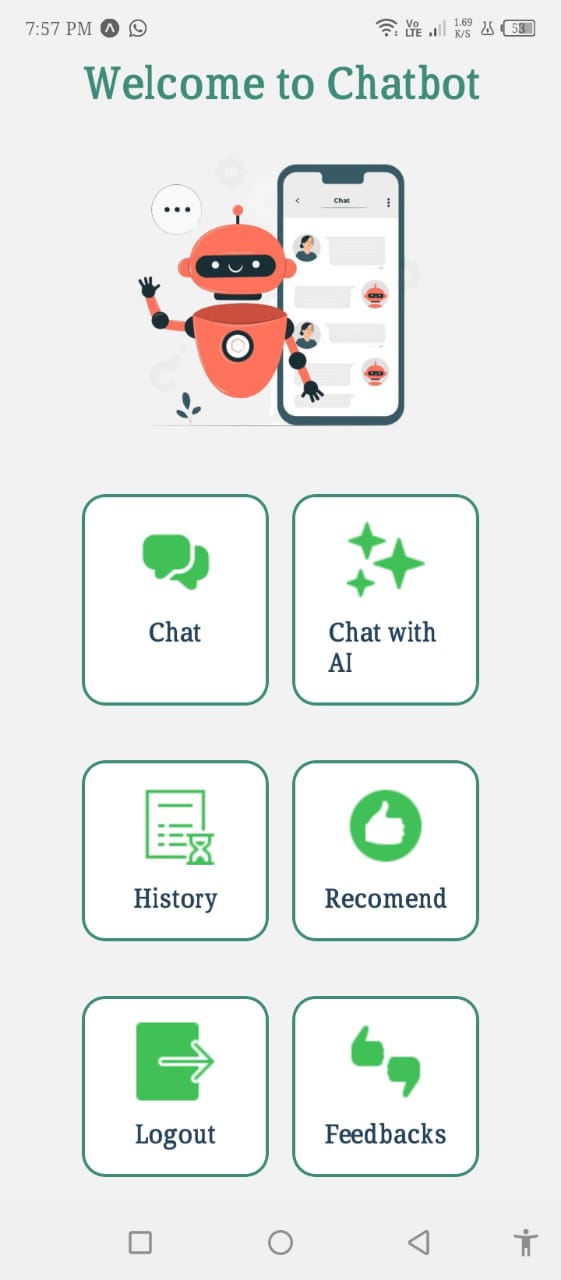 7:57 PM
Vo
LTE
1.69
K/S
53
Welcome to Chatbot
Chat
Chat
Chat with
AI
History
Recomend
Logout
Feedbacks